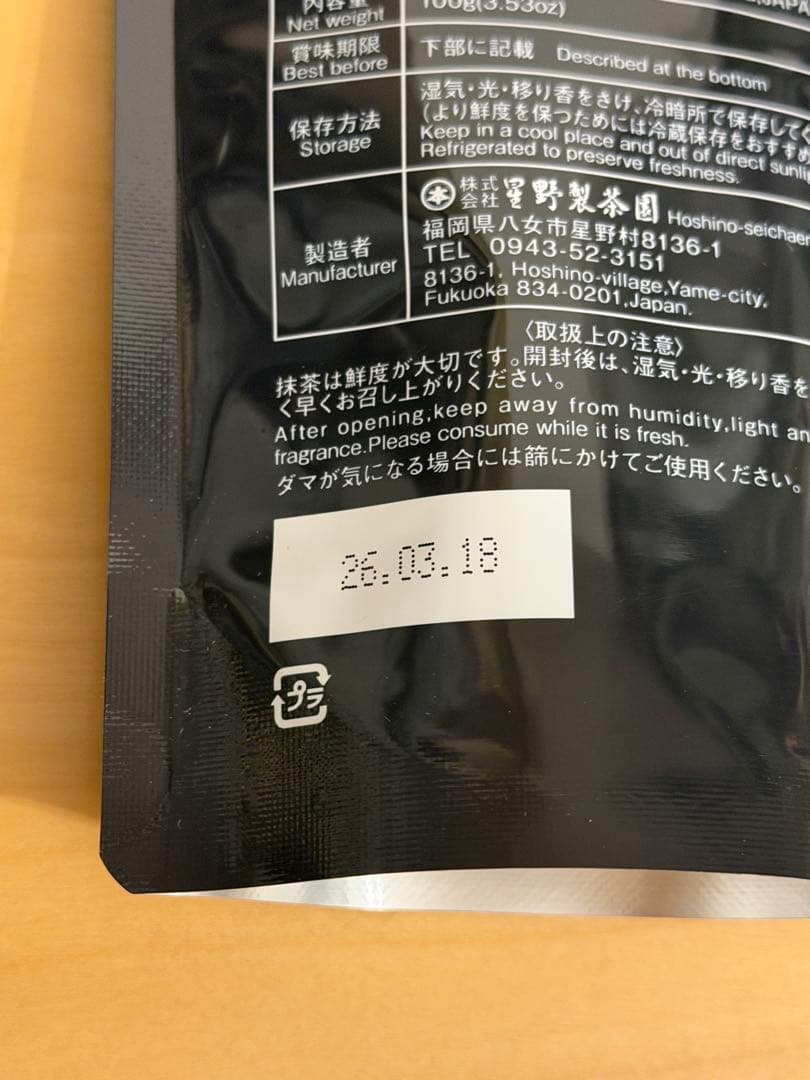 内容量
Net weight
100g(3.53oz)
賞味期限
Best before
下部に記載 Described at the bottom
保存方法
Storage
湿気・光・移り香をさけ、冷暗所で保存して
(より鮮度を保つためには冷蔵保存をおすすめ
Keep in a cool place and out of direct
Refrigerated to preserve freshness.
製造者
Manufacturer
本 株式会社 星野製茶園
福岡県八女市星野村8136-1
TEL 0943-52-3151
8136-1, Hoshino-village,Yame-city,
Fukuoka 834-0201,Japan.
〈取扱上の注意〉
抹茶は鮮度が大切です。開封後は、湿気・光・移り香を
く早くお召し上がりください。
After opening,keep away from humidity,light
fragrance.Please consume while it is fresh.
ダマが気になる場合には篩にかけてご使用ください。
26.03.18
プラ